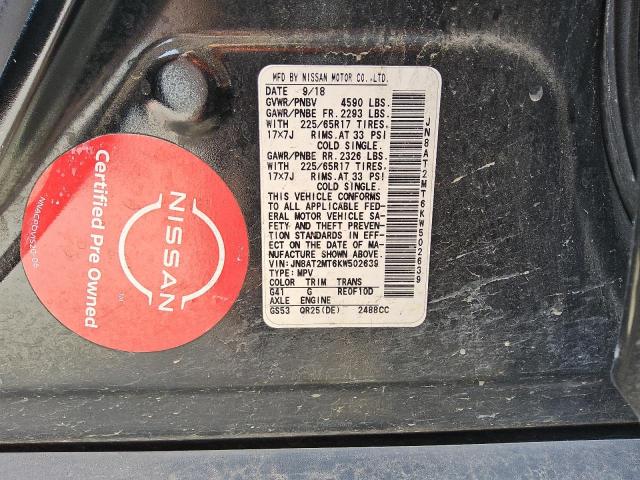 MFD BY NISSAN MOTOR CO.,LTD.
DATE 9/18
GVWR/PNBV 4590 LBS.
GAWR/PNBE FR.2293 LBS.
WITH 225/65R17 TIRES.
17X7J RIMS.AT 33 PSI
COLD SINGLE.
GAWR/PNBE RR.2326 LBS.
WITH 225/65R17 TIRES.
17X7J RIMS.AT 33 PSI
COLD SINGLE.
THIS VEHICLE CONFORMS
TO ALL APPLICABLE FED-
ERAL MOTOR VEHICLE SA-
FETY AND THEFT PREVEN-
TION STANDARDS IN EFF-
ECT ON THE DATE OF MA-
NUFACTURE SHOWN ABOVE.
VIN:JN8AT2MT6KW502639
TYPE:MPV
COLOR TRIM TRANS
G41 G RE0F10D
AXLE ENGINE
GS53 QR25(DE) 2488CC
JN8AT2MT6KW502639
Certified Pre Owned
NISSAN
TM